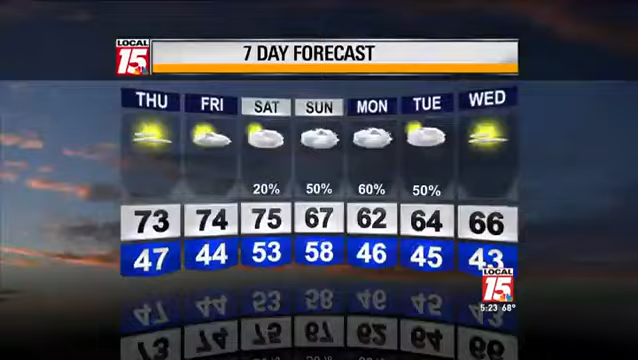 LOCAL
15
7 DAY FORECAST
THU FRI SAT SUN MON TUE WED
20% 50% 60% 50%
73 74 75 67 62 64 66
47 44 53 58 46 45 43
LOCAL
15
5:23 68°